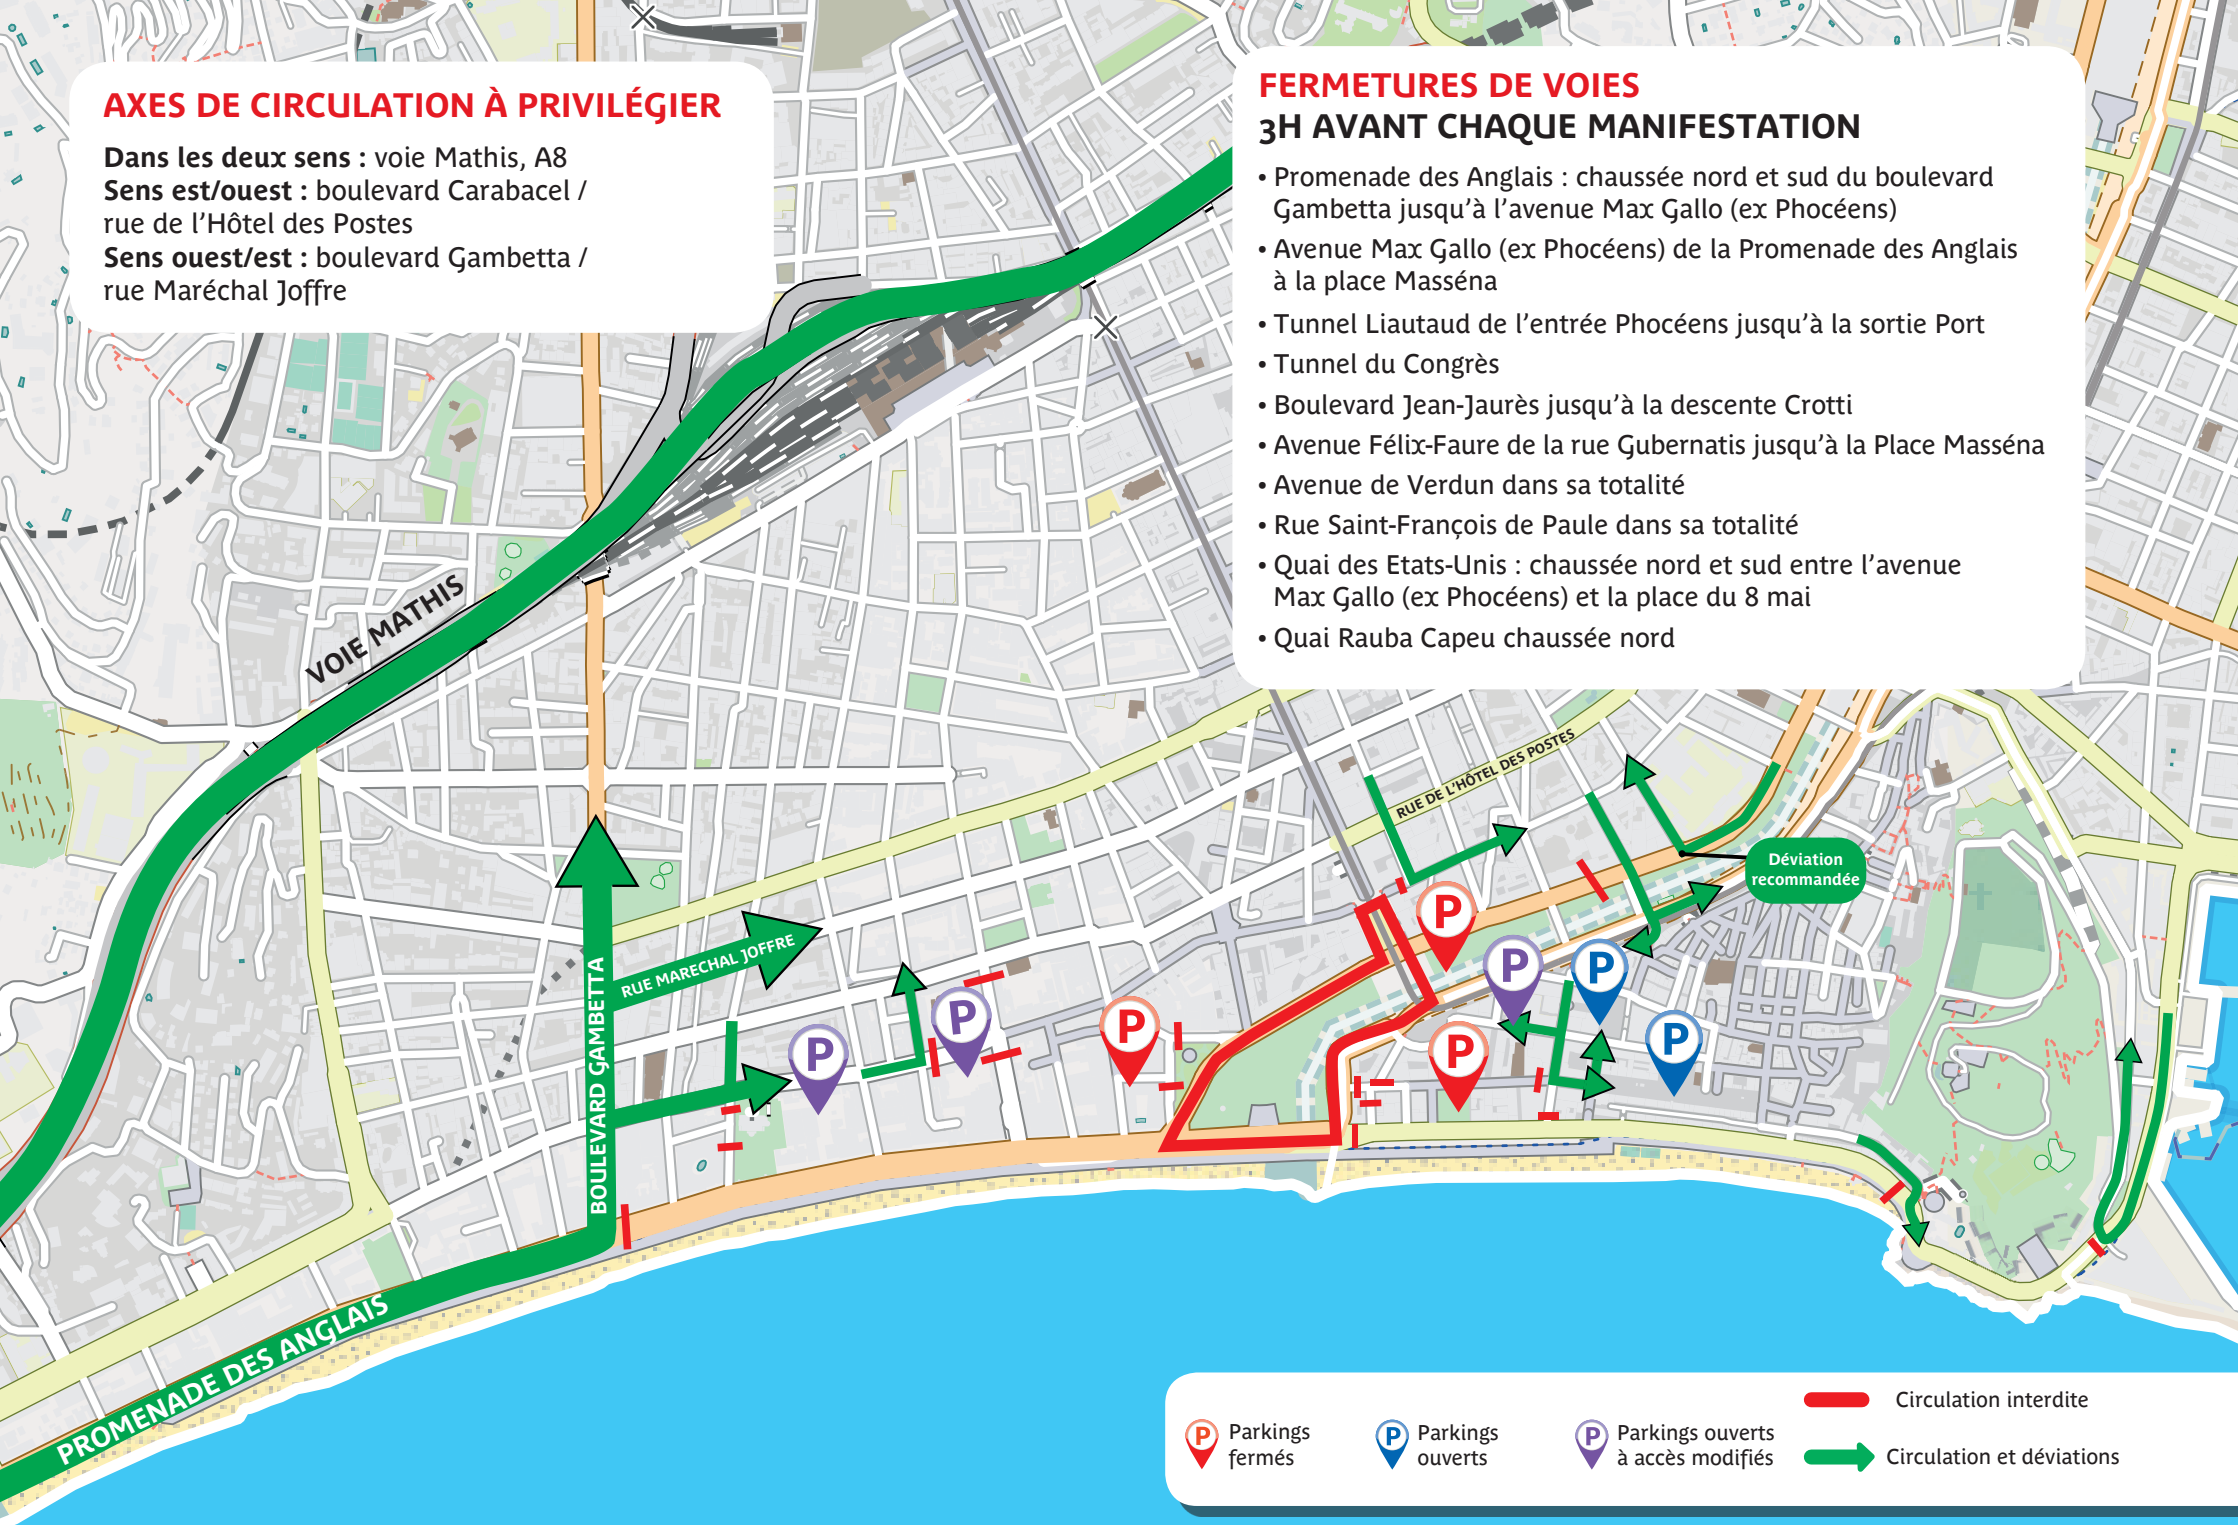 AXES DE CIRCULATION À PRIVILÉGIER
Dans les deux sens : voie Mathis, A8
Sens est/ouest : boulevard Carabacel /
rue de l'Hôtel des Postes
Sens ouest/est : boulevard Gambetta /
rue Maréchal Joffre
FERMETURES DE VOIES
3H AVANT CHAQUE MANIFESTATION
• Promenade des Anglais : chaussée nord et sud du boulevard
Gambetta jusqu'à l'avenue Max Gallo (ex Phocéens)
• Avenue Max Gallo (ex Phocéens) de la Promenade des Anglais
à la place Masséna
• Tunnel Liautaud de l'entrée Phocéens jusqu'à la sortie Port
• Tunnel du Congrès
• Boulevard Jean-Jaurès jusqu'à la descente Crotti
• Avenue Félix-Faure de la rue Gubernatis jusqu'à la Place Masséna
• Avenue de Verdun dans sa totalité
• Rue Saint-François de Paule dans sa totalité
• Quai des Etats-Unis : chaussée nord et sud entre l'avenue
Max Gallo (ex Phocéens) et la place du 8 mai
• Quai Rauba Capeu chaussée nord
VOIE MATHIS
RUE DE L'HÔTEL DES POSTES
Déviation
recommandée
RUE MARECHAL JOFFRE
BOULEVARD GAMBETTA
P
P
P
P
P
P
P
P
PROMENADE DES ANGLAIS
P Parkings
fermés
P Parkings
ouverts
P Parkings ouverts
à accès modifiés
Circulation interdite
Circulation et déviations